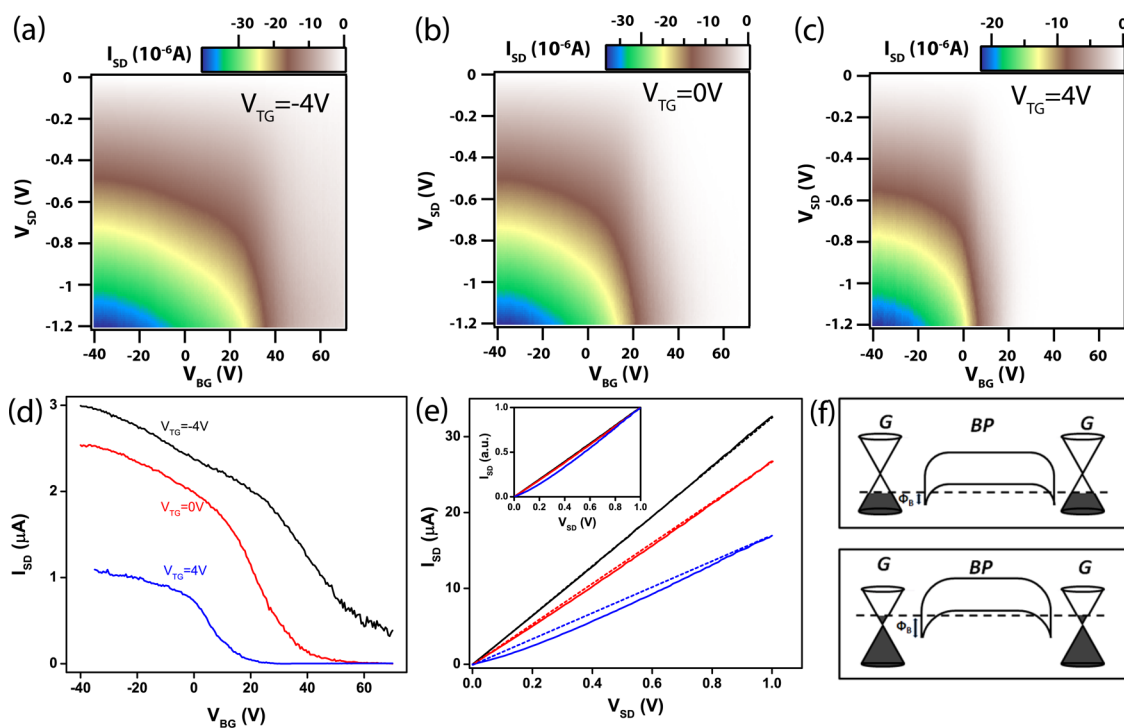 (a)
I_SD (10⁻⁶A)
-30 -20 -10 0
V_TG=-4V
0
-0.2
-0.4
-0.6
-0.8
-1
-1.2
V_SD (V)
-40 -20 0 20 40 60
V_BG (V)
(b)
I_SD (10⁻⁶A)
-30 -20 -10 0
V_TG=0V
0
-0.2
-0.4
-0.6
-0.8
-1
-1.2
V_SD (V)
-40 -20 0 20 40 60
V_BG (V)
(c)
I_SD (10⁻⁶A)
-20 -10 0
V_TG=4V
0
-0.2
-0.4
-0.6
-0.8
-1
-1.2
V_SD (V)
-40 -20 0 20 40 60
V_BG (V)
(d)
3
2
1
0
I_SD (μA)
V_TG=-4V
V_TG=0V
V_TG=4V
-40 -20 0 20 40 60
V_BG (V)
(e)
30
20
10
0
I_SD (μA)
1.0
0.5
0.0
I_SD (a.u.)
0.0 0.2 0.4 0.6 0.8 1.0
V_SD (V)
0.0 0.2 0.4 0.6 0.8 1.0
V_SD (V)
(f)
G BP G
Φ_B
G BP G
Φ_B